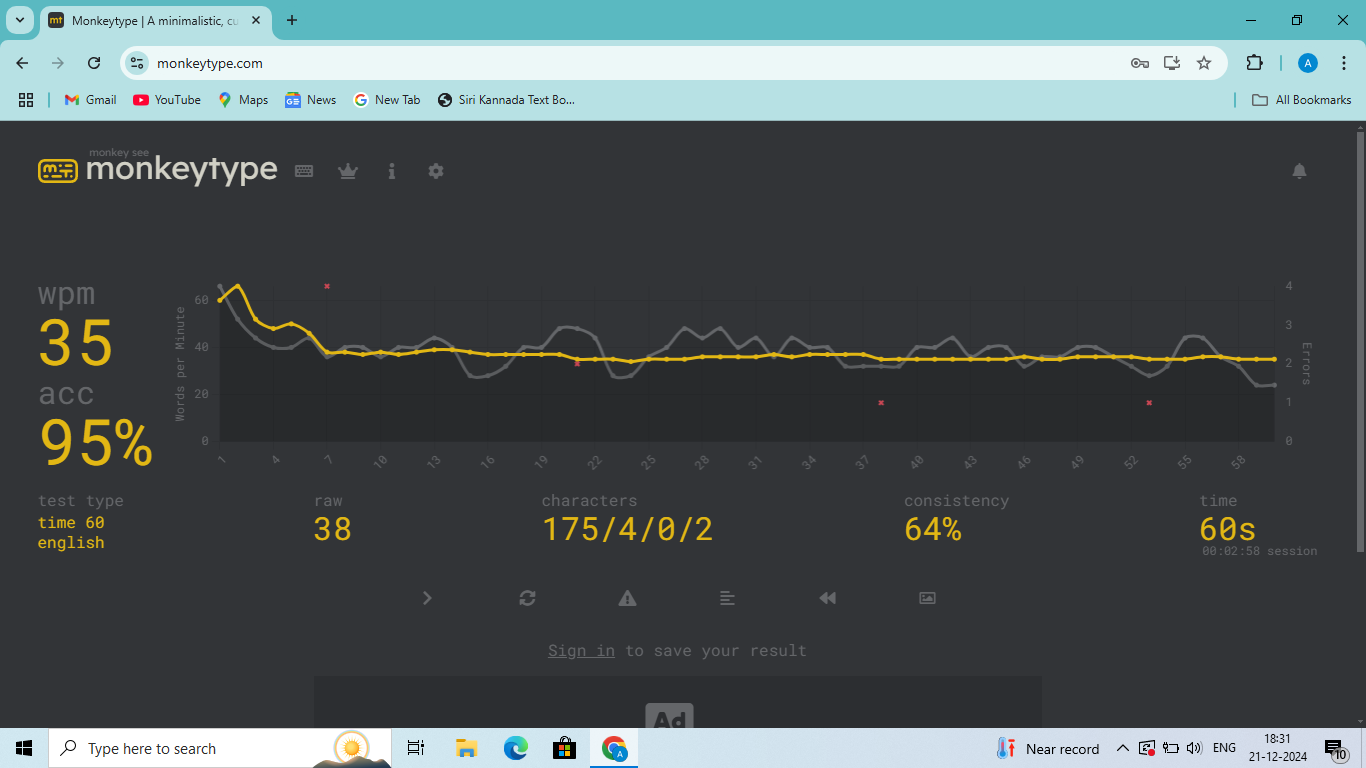 Monkeytype | A minimalistic, cu
monkeytype.com
A
Gmail
YouTube
Maps
News
New Tab
Siri Kannada Text Bo...
All Bookmarks
monkey see
monkeytype
wpm
35
acc
95%
Words per Minute
60
40
20
0
4
3
2
1
0
Errors
1 4 7 10 13 16 19 22 25 28 31 34 37 40 43 46 49 52 55 58
test type
time 60
english
raw
38
characters
175/4/0/2
consistency
64%
time
60s
00:02:58 session
Sign in to save your result
Ad
Type here to search
A
Near record
ENG
18:31
21-12-2024
10